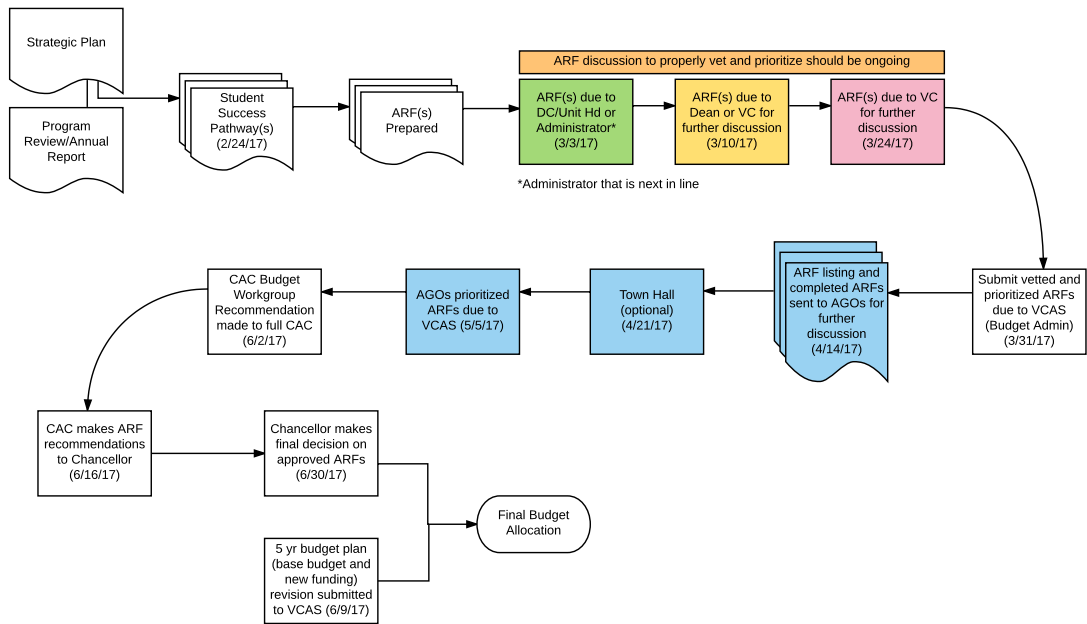 Strategic Plan
Program
Review/Annual
Report
Student
Success
Pathway(s)
(2/24/17)
ARF(s)
Prepared
ARF discussion to properly vet and prioritize should be ongoing
ARF(s) due to
DC/Unit Hd or
Administrator*
(3/3/17)
ARF(s) due to
Dean or VC for
further discussion
(3/10/17)
ARF(s) due to VC
for further
discussion
(3/24/17)
*Administrator that is next in line
Submit vetted and
prioritized ARFs
due to VCAS
(Budget Admin)
(3/31/17)
ARF listing and
completed ARFs
sent to AGOs for
further
discussion
(4/14/17)
Town Hall
(optional)
(4/21/17)
AGOs prioritized
ARFs due to
VCAS (5/5/17)
CAC Budget
Workgroup
Recommendation
made to full CAC
(6/2/17)
CAC makes ARF
recommendations
to Chancellor
(6/16/17)
Chancellor makes
final decision on
approved ARFs
(6/30/17)
5 yr budget plan
(base budget and
new funding)
revision submitted
to VCAS (6/9/17)
Final Budget
Allocation